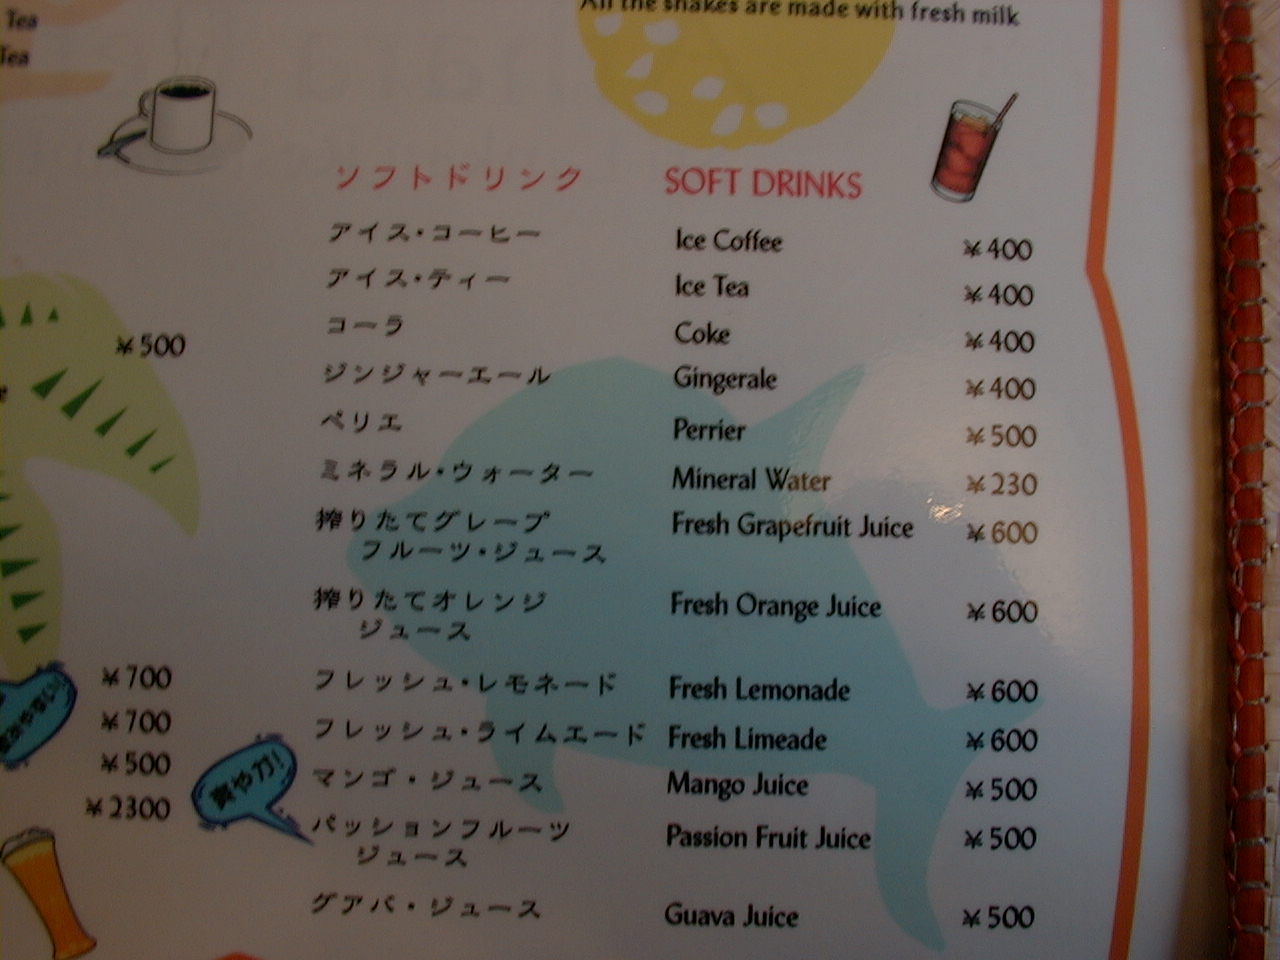 All the shakes are made with fresh milk
Tea
Tea
ソフトドリンク SOFT DRINKS
アイス・コーヒー Ice Coffee ¥400
アイス・ティー Ice Tea ¥400
コーラ Coke ¥400
¥500
ジンジャーエール Gingerale ¥400
ペリエ Perrier ¥500
ミネラル・ウォーター Mineral Water ¥230
搾りたてグレープ Fresh Grapefruit Juice ¥600
フルーツ・ジュース
搾りたてオレンジ Fresh Orange Juice ¥600
ジュース
¥700
フレッシュ・レモネード Fresh Lemonade ¥600
¥700
フレッシュ・ライムエード Fresh Limeade ¥600
¥500
マンゴ・ジュース Mango Juice ¥500
¥2300
爽やか!
パッションフルーツ Passion Fruit Juice ¥500
ジュース
グアバ・ジュース Guava Juice ¥500